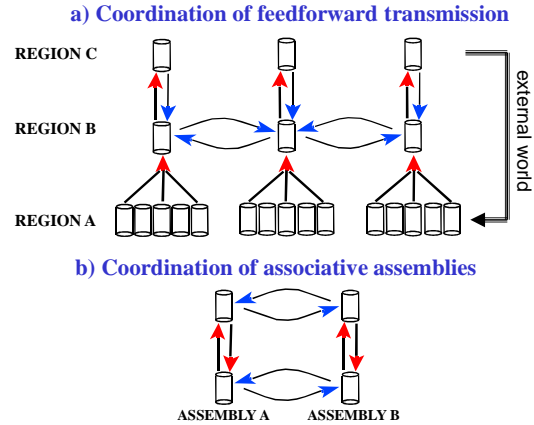 a) Coordination of feedforward transmission
REGION C
REGION B
external world
REGION A
b) Coordination of associative assemblies
ASSEMBLY A
ASSEMBLY B